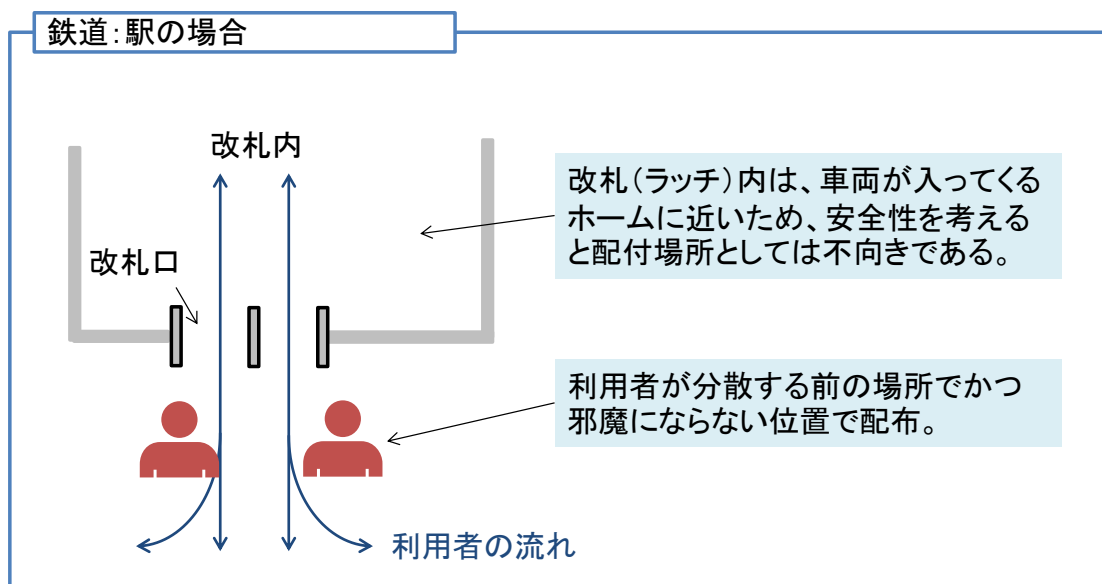 鉄道：駅の場合
改札内
改札（ラッチ）内は、車両が入ってくる
ホームに近いため、安全性を考える
と配付場所としては不向きである。
改札口
利用者が分散する前の場所でかつ
邪魔にならない位置で配布。
利用者の流れ